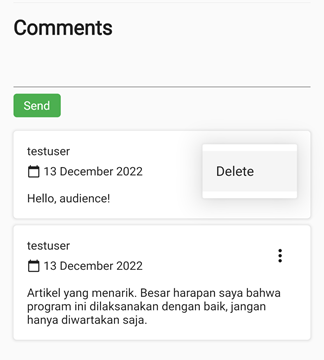 Comments
Send
testuser
13 December 2022
Delete
Hello, audience!
testuser
13 December 2022
Artikel yang menarik. Besar harapan saya bahwa
program ini dilaksanakan dengan baik, jangan
hanya diwartakan saja.